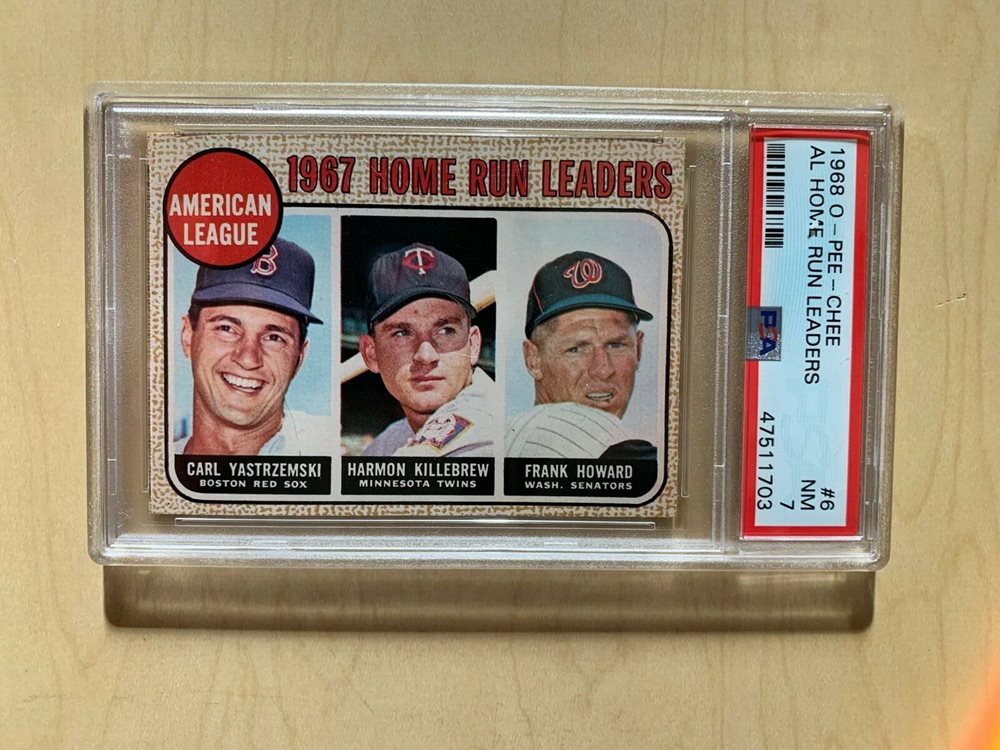 1967 HOME RUN LEADERS
AMERICAN
LEAGUE
B
TC
W
CARL YASTRZEMSKI
BOSTON RED SOX
HARMON KILLEBREW
MINNESOTA TWINS
FRANK HOWARD
WASH. SENATORS
1968 O-PEE-CHEE
AL HOME RUN LEADERS
#6
NM
7
PSA
47511703